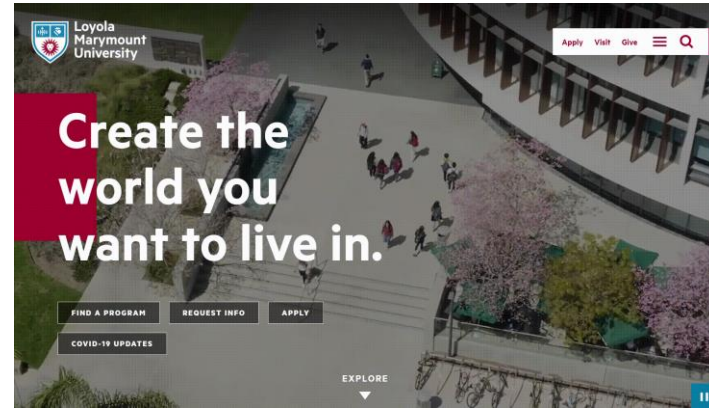 Loyola
Marymount
University
Apply Visit Give
Create the
world you
want to live in.
FIND A PROGRAM REQUEST INFO APPLY
COVID-19 UPDATES
EXPLORE